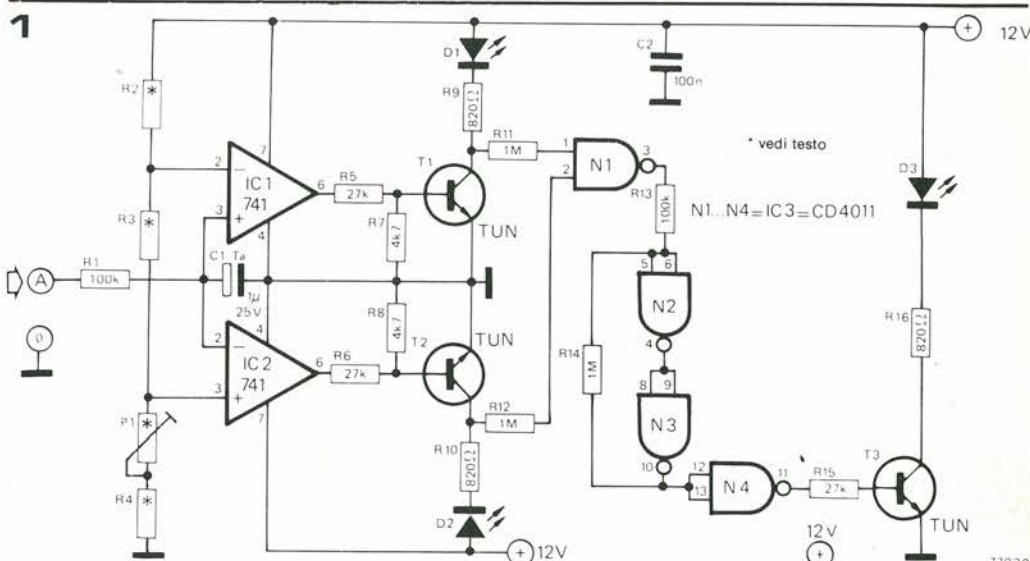 1
12V
C2
100n
D1
R9
820Ω
R2
*
R11
1M
1
2
N1
3
* vedi testo
D3
T1
7
2
−
IC1
741
3
+
6
4
R5
27k
R7
4k7
TUN
R13
100k
N1...N4=IC3=CD4011
R3
*
A
R1
100k
C1
Ta
1µ
25V
5
6
N2
4
R8
4k7
T2
TUN
0
4
2
−
IC2
741
3
+
6
7
R6
27k
R14
1M
R16
820Ω
8
9
N3
10
P1
*
R12
1M
R10
820Ω
12
13
N4
11
R15
27k
T3
TUN
R4
*
D2
12V
12V